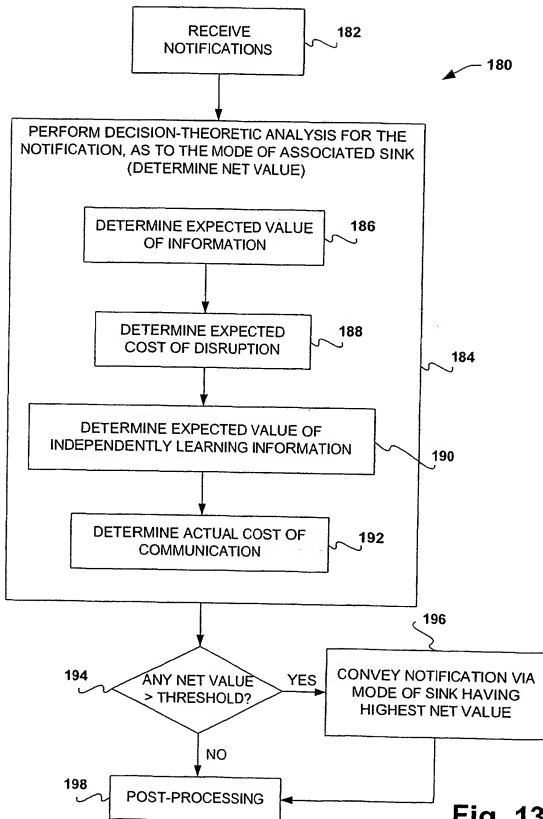 RECEIVE
NOTIFICATIONS
182
180
PERFORM DECISION-THEORETIC ANALYSIS FOR THE
NOTIFICATION, AS TO THE MODE OF ASSOCIATED SINK
(DETERMINE NET VALUE)
DETERMINE EXPECTED VALUE
OF INFORMATION
186
DETERMINE EXPECTED
COST OF DISRUPTION
188
184
DETERMINE EXPECTED VALUE OF
INDEPENDENTLY LEARNING INFORMATION
190
DETERMINE ACTUAL COST OF
COMMUNICATION
192
196
194
ANY NET VALUE
> THRESHOLD?
YES
CONVEY NOTIFICATION VIA
MODE OF SINK HAVING
HIGHEST NET VALUE
NO
198
POST-PROCESSING
Fig. 13